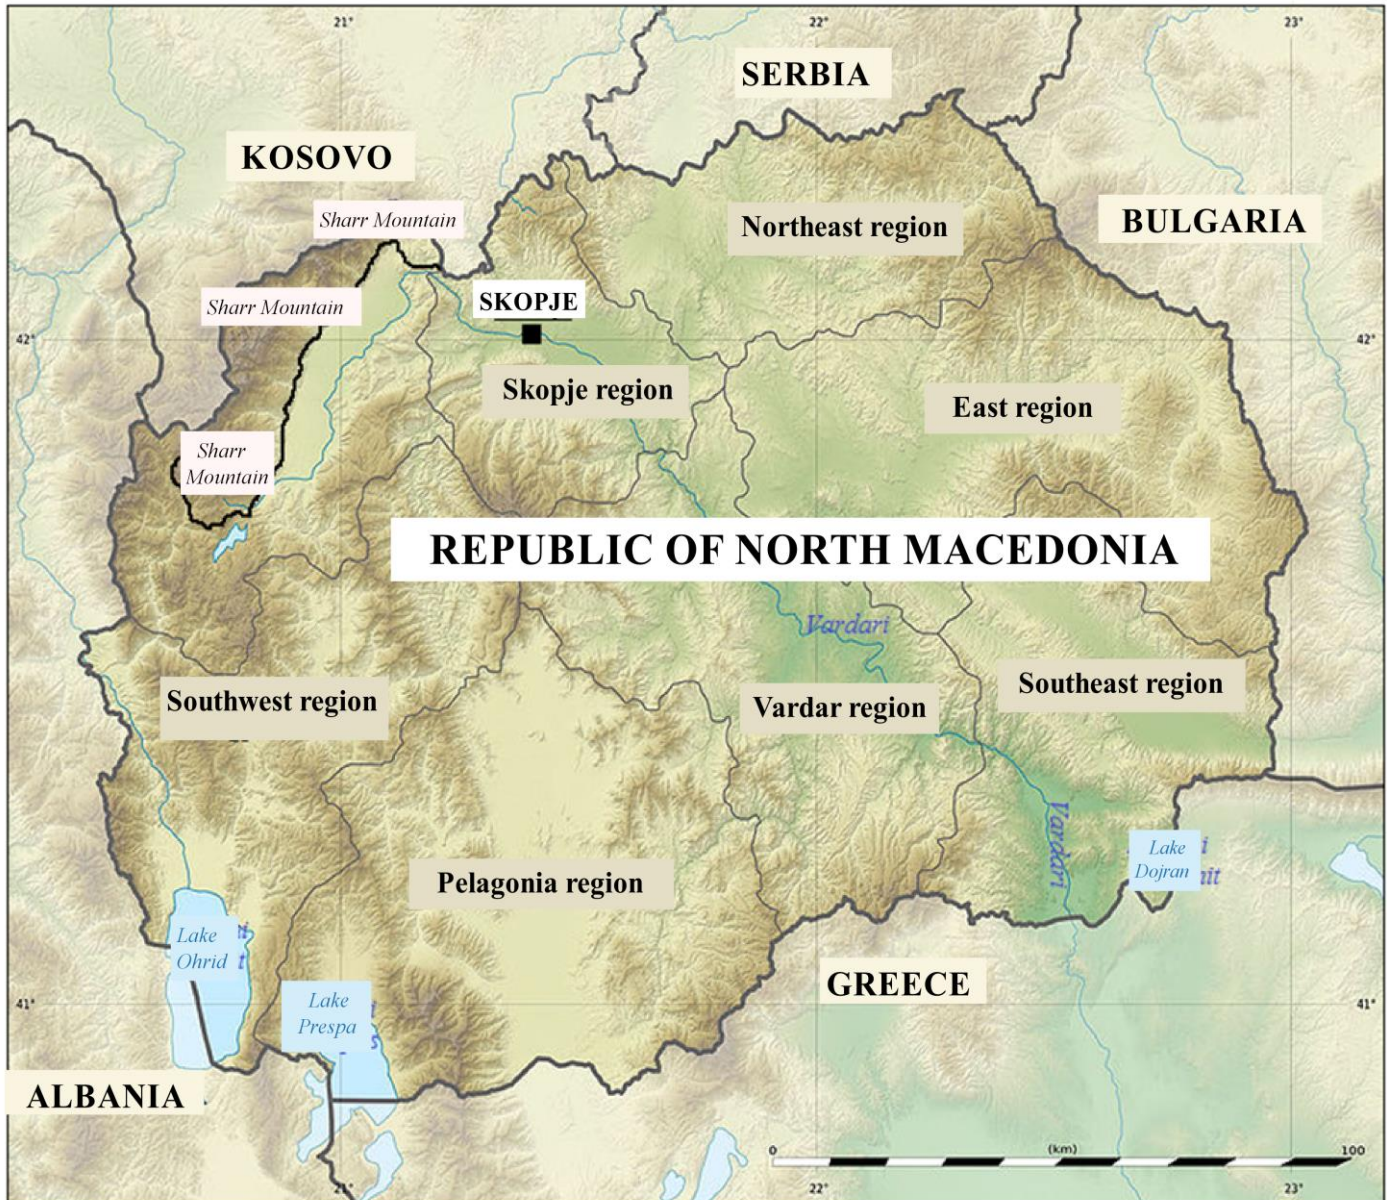 21°
22°
23°
SERBIA
KOSOVO
Sharr Mountain
Northeast region
BULGARIA
Sharr Mountain
SKOPJE
42°
42°
Skopje region
East region
Sharr
Mountain
REPUBLIC OF NORTH MACEDONIA
Vardari
Southwest region
Vardar region
Southeast region
Vardari
Lake
Dojran
Pelagonia region
Lake
Ohrid
GREECE
Lake
Prespa
41°
41°
ALBANIA
0
(km)
100
21°
22°
23°